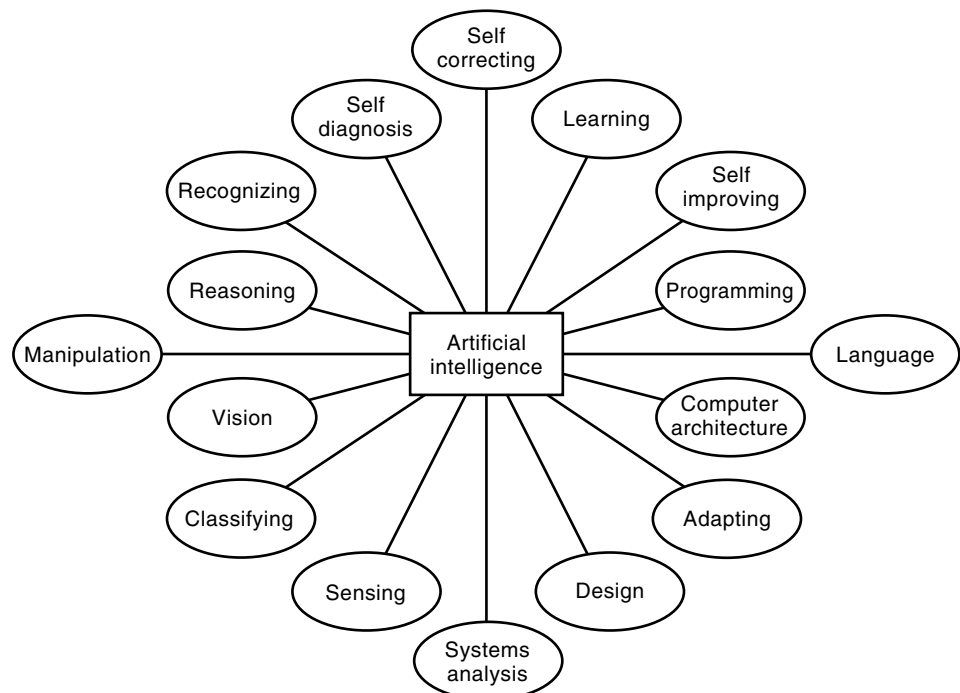 Self
correcting
Self
diagnosis
Learning
Recognizing
Self
improving
Reasoning
Programming
Manipulation
Artificial
intelligence
Language
Vision
Computer
architecture
Classifying
Adapting
Sensing
Design
Systems
analysis